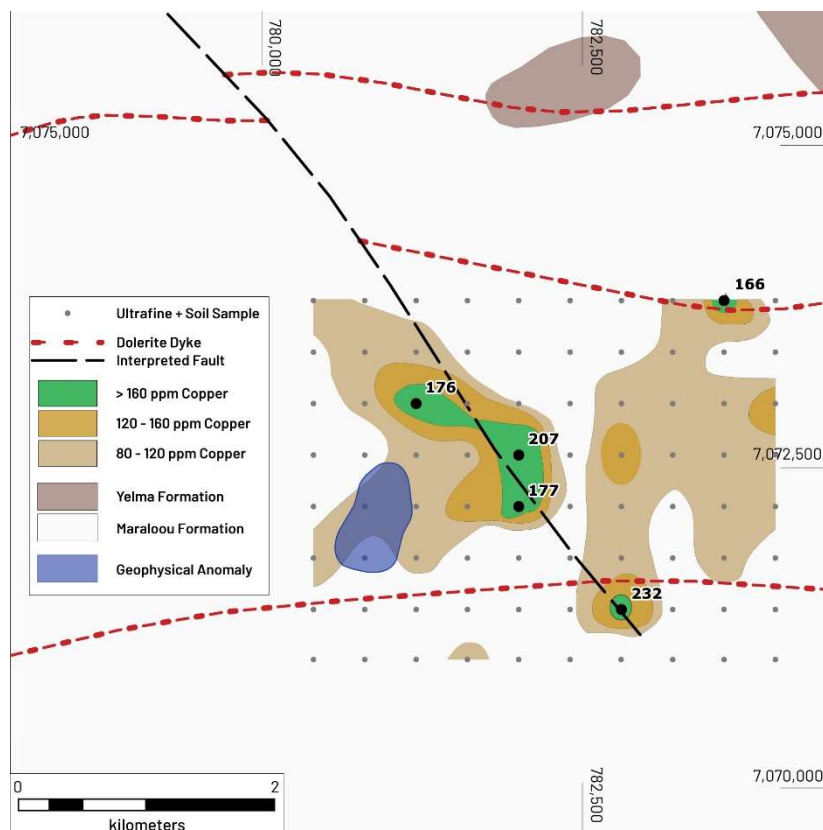 780,000
782,500
7,075,000
7,075,000
166
Ultrafine + Soil Sample
Dolerite Dyke
Interpreted Fault
> 160 ppm Copper
120 - 160 ppm Copper
80 - 120 ppm Copper
Yelma Formation
Maraloou Formation
Geophysical Anomaly
176
207
7,072,500
177
232
0
2
kilometers
782,500
7,070,000